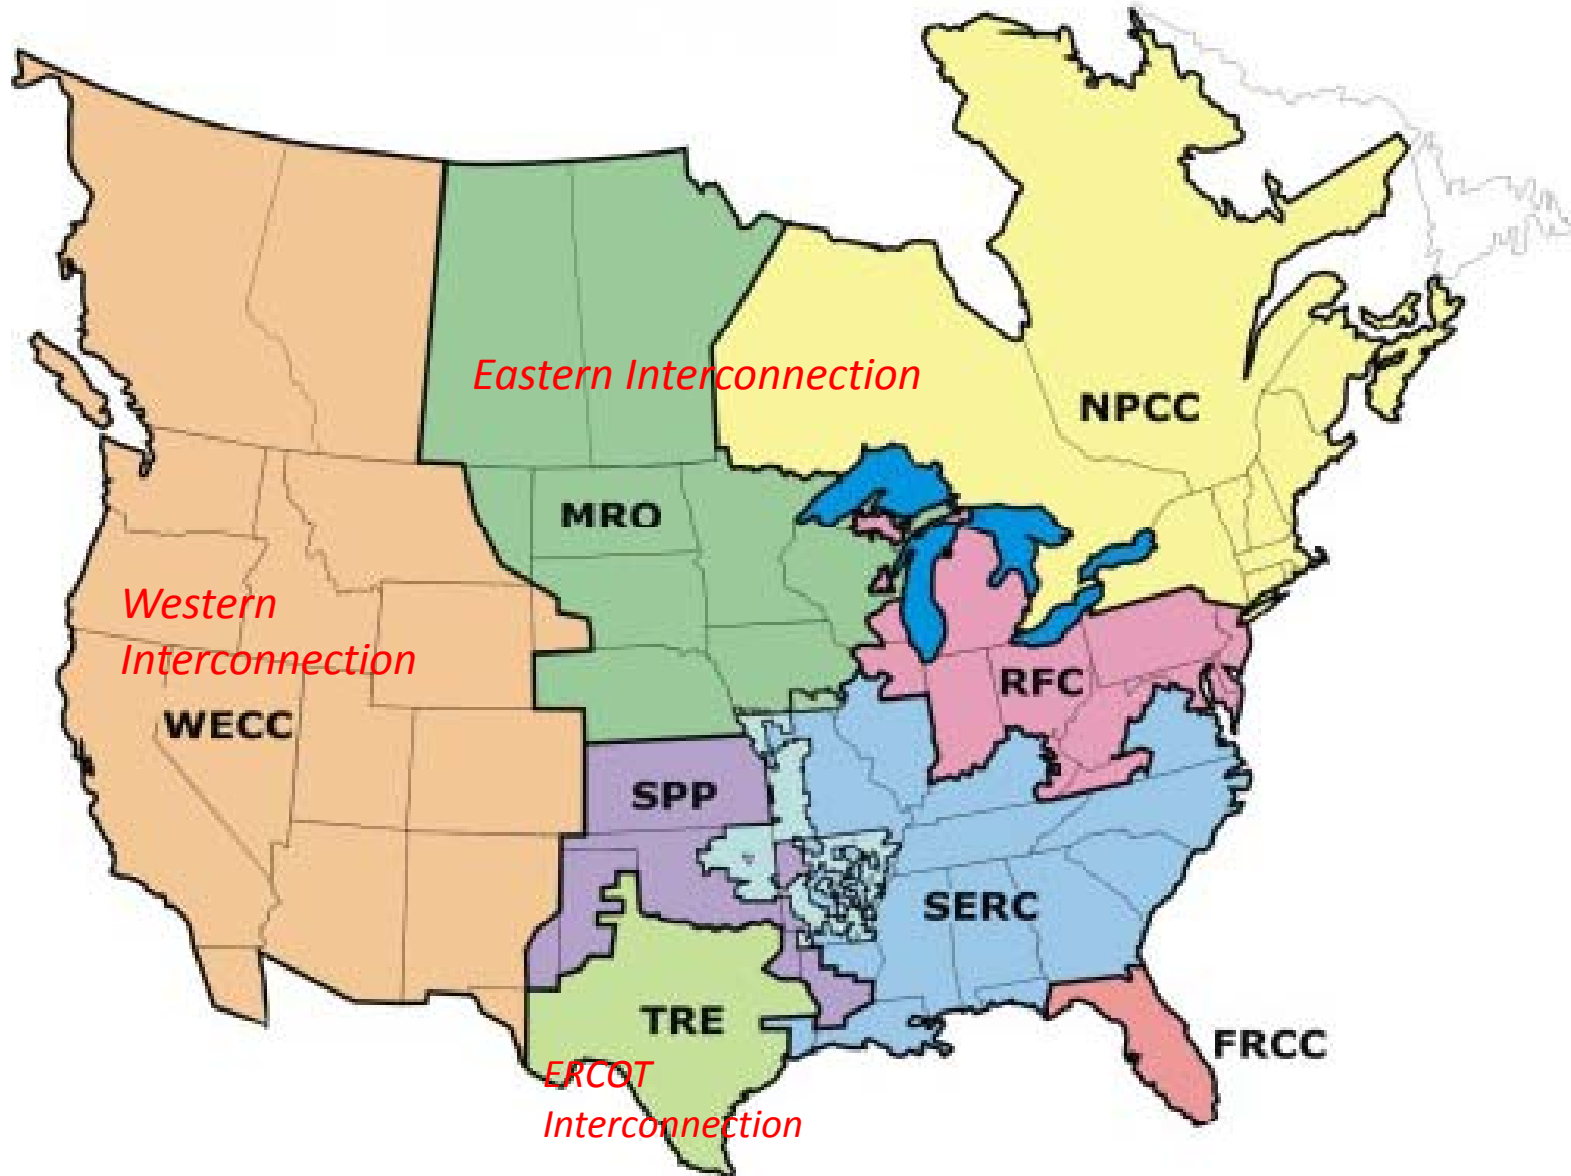 Eastern Interconnection
NPCC
MRO
Western
Interconnection
RFC
WECC
SPP
SERC
TRE
FRCC
ERCOT
Interconnection